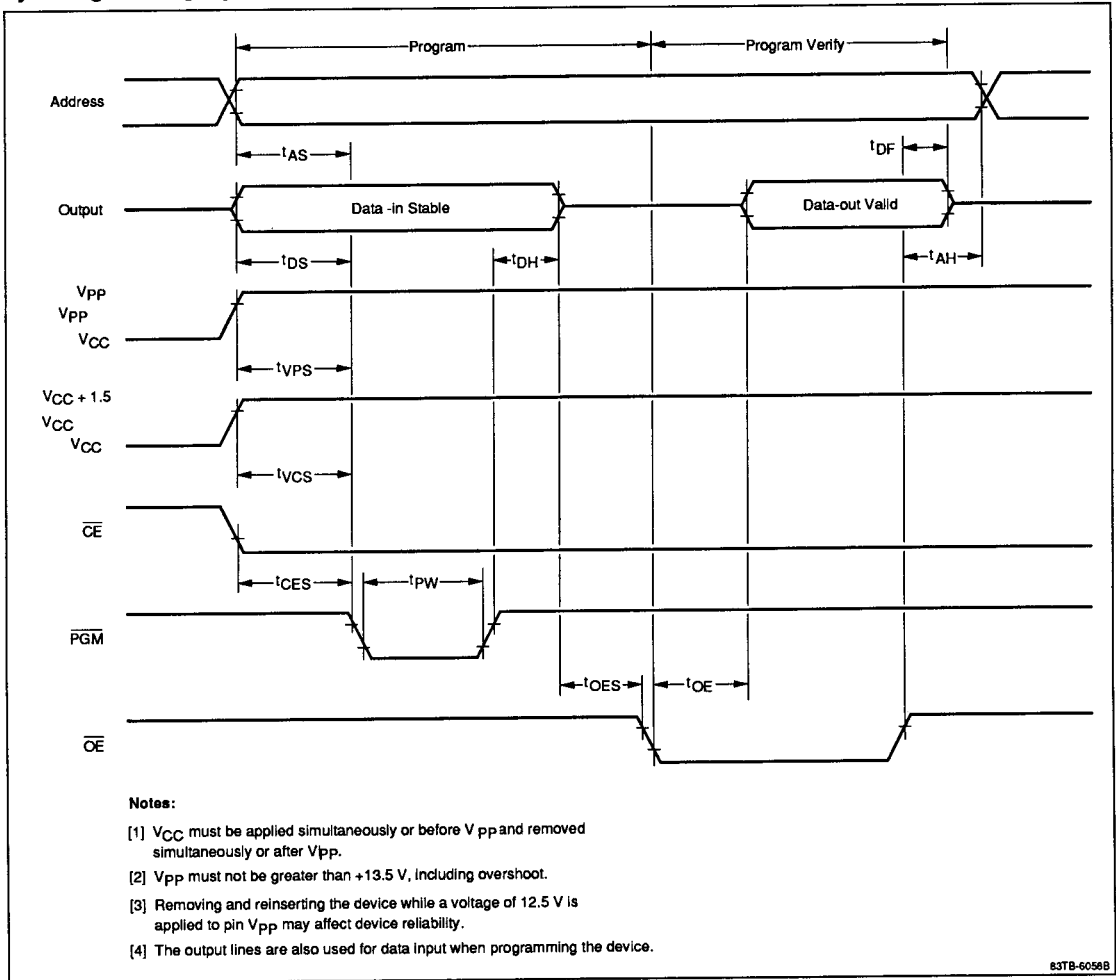 Program
Program Verify
Address
tAS
tDF
Output
Data -in Stable
Data-out Valid
tDS
tDH
tAH
VPP
VPP
VCC
tVPS
VCC + 1.5
VCC
VCC
tVCS
CE
tCES
tPW
PGM
tOES
tOE
OE
Notes:
[1] VCC must be applied simultaneously or before V PP and removed
simultaneously or after VPP.
[2] VPP must not be greater than +13.5 V, including overshoot.
[3] Removing and reinserting the device while a voltage of 12.5 V is
applied to pin VPP may affect device reliability.
[4] The output lines are also used for data input when programming the device.
83TB-6058B